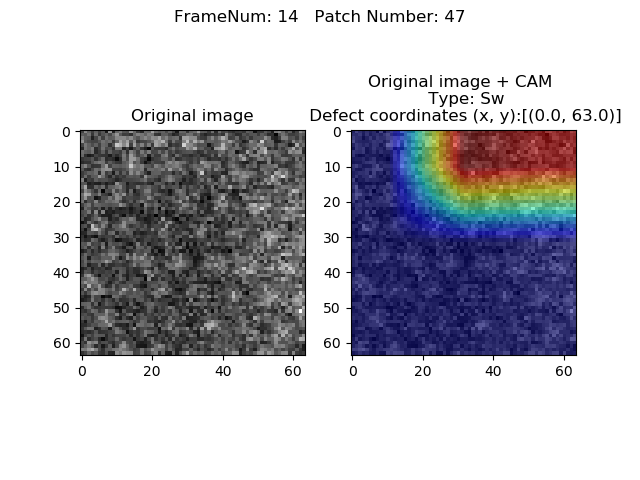 FrameNum: 14   Patch Number: 47
Original image
Original image + CAM
Type: Sw
Defect coordinates (x, y):[(0.0, 63.0)]
0
10
20
30
40
50
60
0 20 40 60
0
10
20
30
40
50
60
0 20 40 60